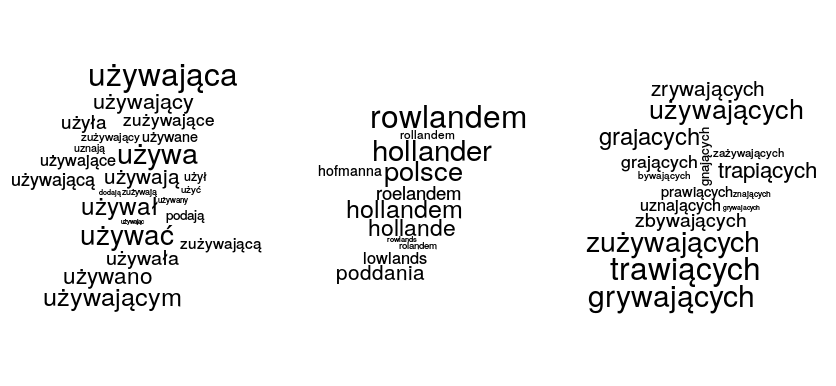 używająca
używający
użyła zużywające
zużywający używane
uznają
używające używa
używającą używają użył
dodają zużywają użyć
używany
używał podają
używając
używać zużywającą
używała
używano
używającym
rowlandem
rollandem
hollander
hofmanna polsce
roelandem
hollandem
hollande
rowlands
rolandem
lowlands
poddania
zrywających
używających
grajacych gnających
zażywających
grających trapiących
bywających
prawiących znających
uznających grywajacych
zbywających
zużywających
trawiących
grywających